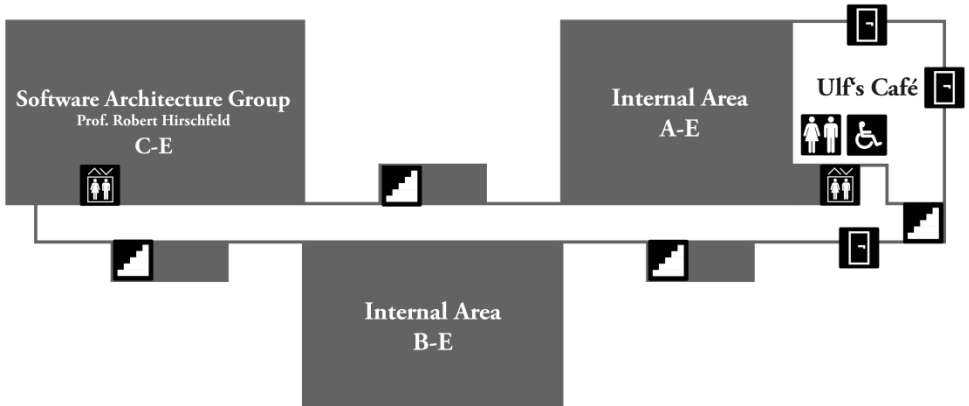 Software Architecture Group
Prof. Robert Hirschfeld
C-E
Internal Area
A-E
Ulf's Café
Internal Area
B-E